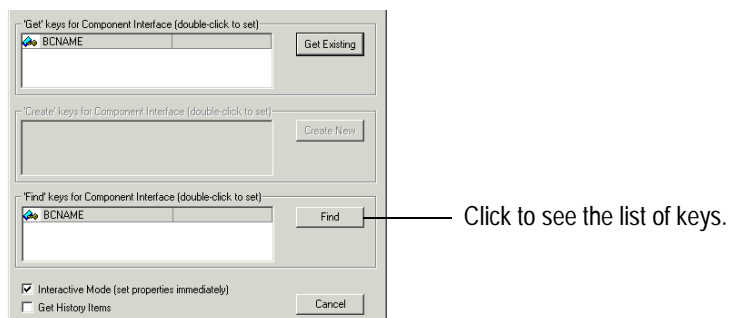 'Get' keys for Component Interface (double-click to set)
BCNAME
Get Existing
'Create' keys for Component Interface (double-click to set)
Create New
'Find' keys for Component Interface (double-click to set)
BCNAME
Find
Click to see the list of keys.
Interactive Mode (set properties immediately)
Get History Items
Cancel